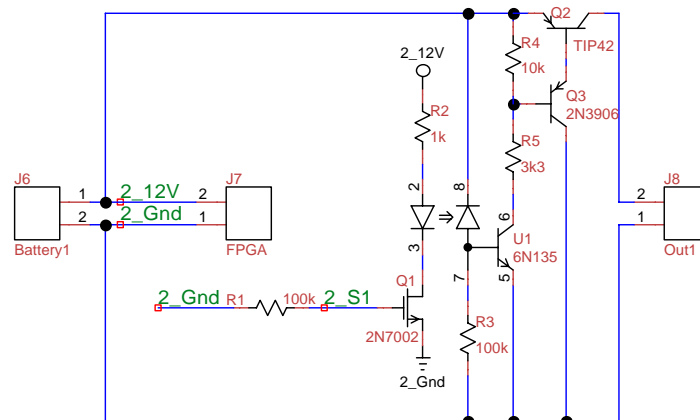 Q2
TIP42
R4
10k
2_12V
Q3
2N3906
R2
1k
R5
3k3
J6
1
2_12V
2
J7
2
8
2
J8
2
2_Gnd
1
6
1
Battery1
FPGA
U1
6N135
Out1
3
7
5
Q1
2_Gnd
R1
100k
2_S1
2N7002
R3
100k
2_Gnd